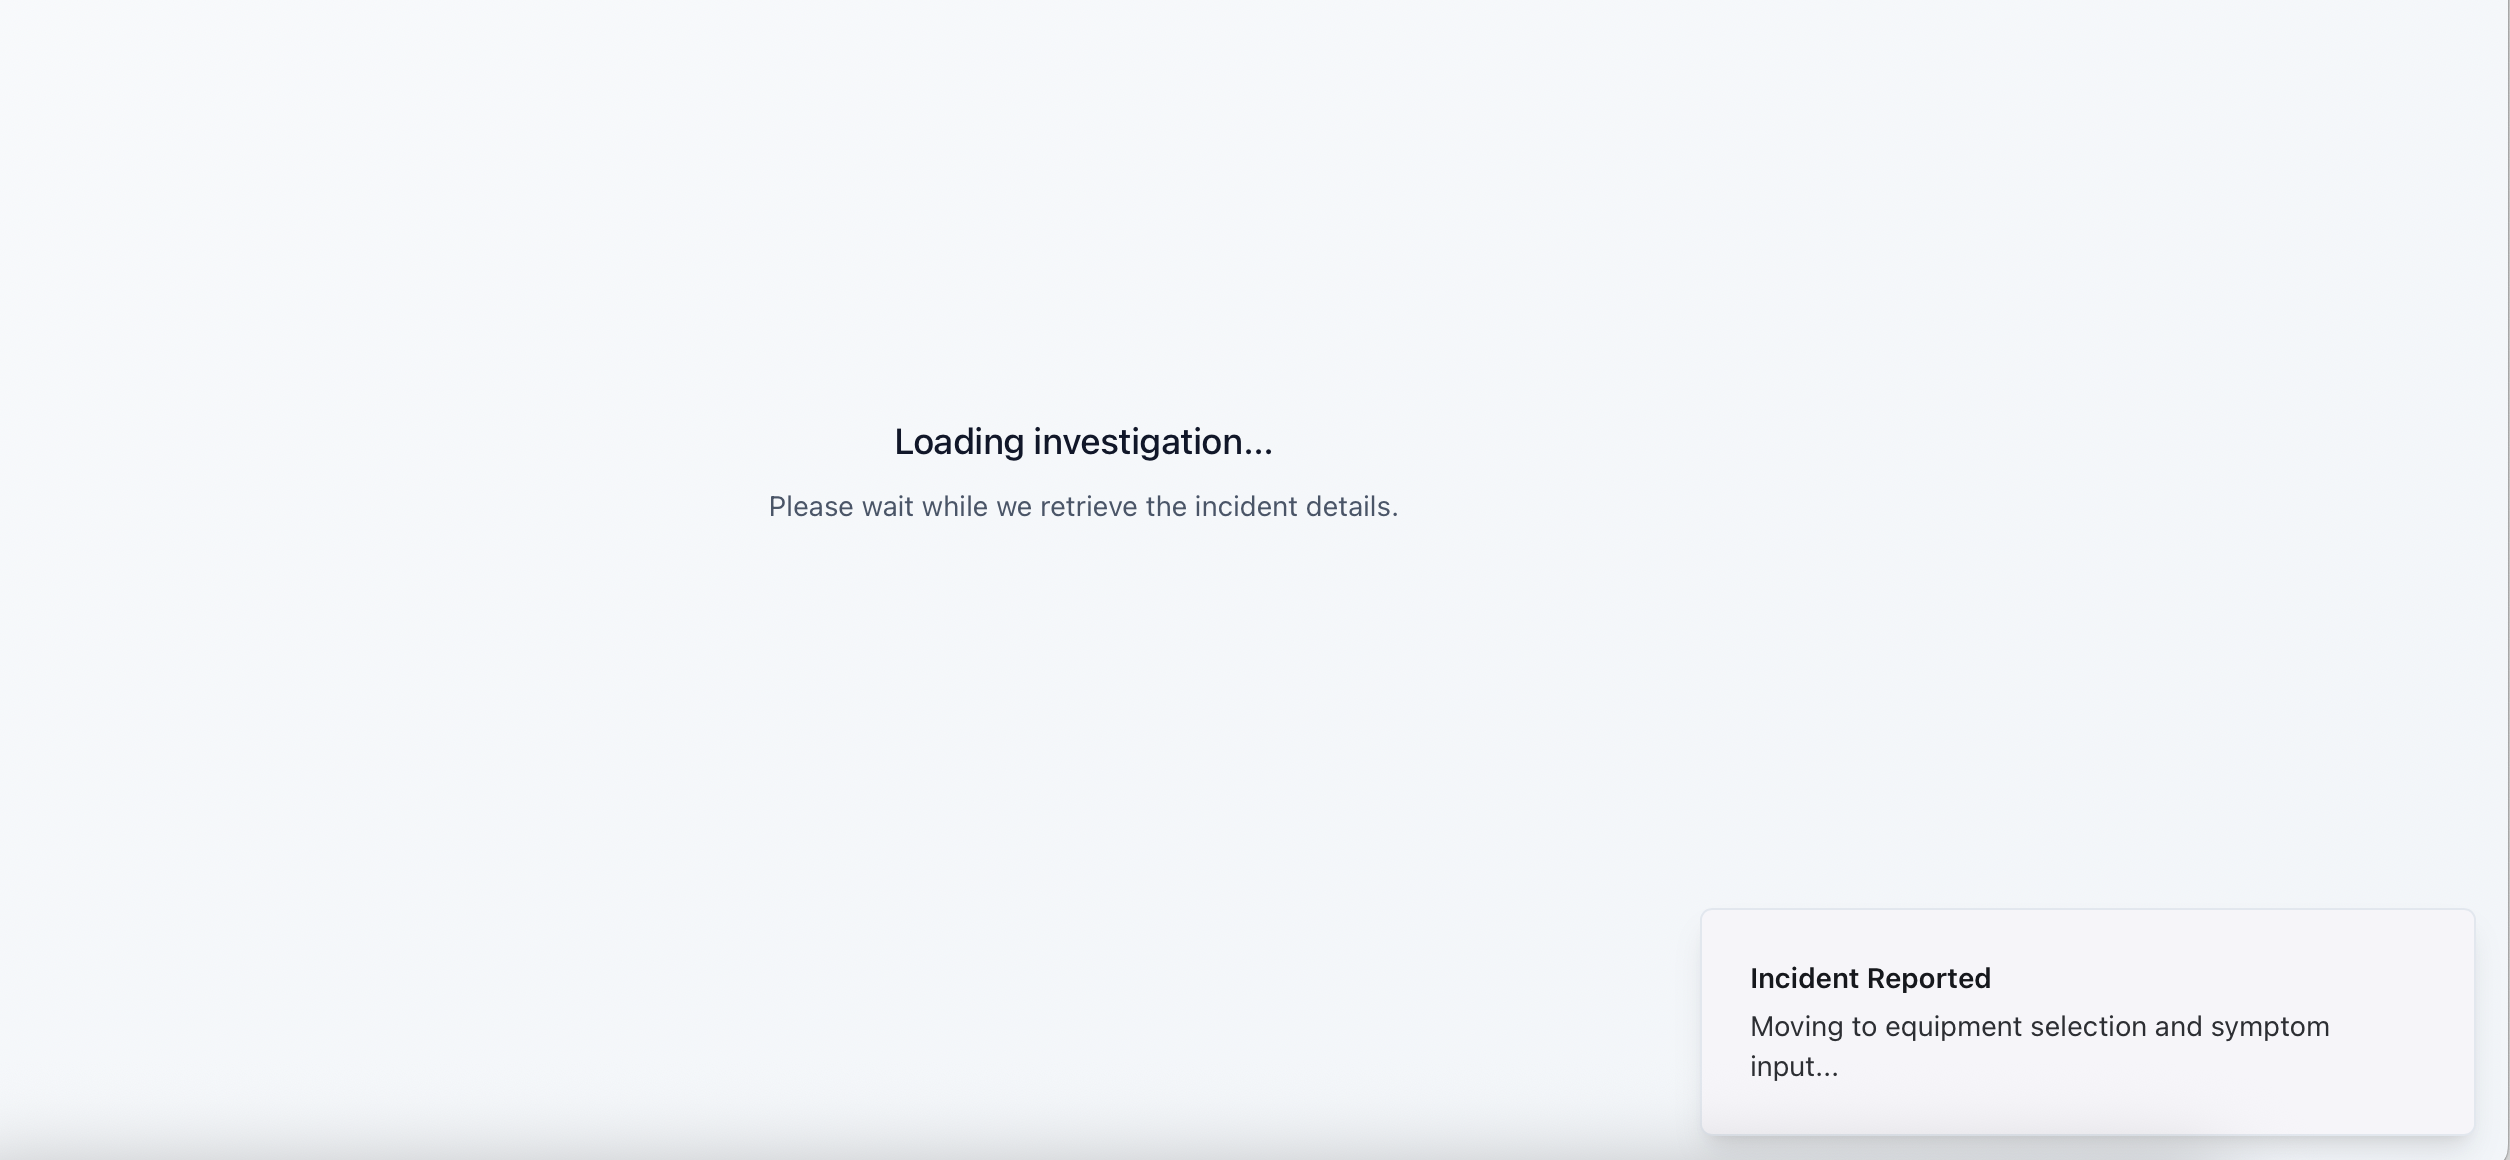 Loading investigation...
Please wait while we retrieve the incident details.
Incident Reported
Moving to equipment selection and symptom
input...